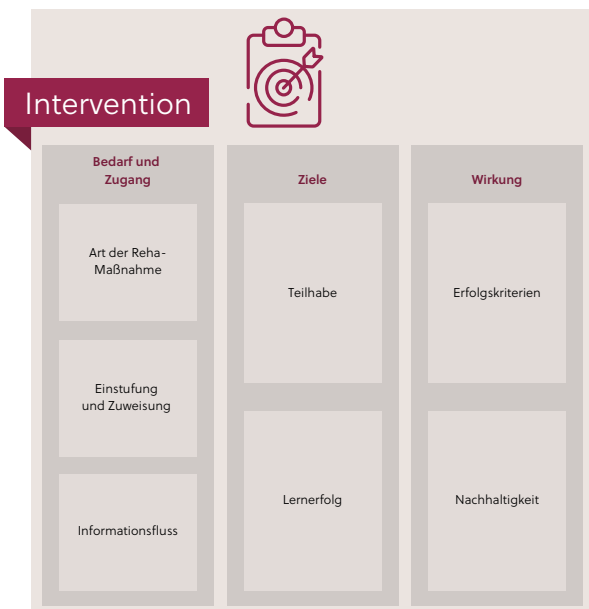 Intervention
Bedarf und
Zugang
Art der Reha-
Maßnahme
Einstufung
und Zuweisung
Informationsfluss
Ziele
Teilhabe
Lernerfolg
Wirkung
Erfolgskriterien
Nachhaltigkeit